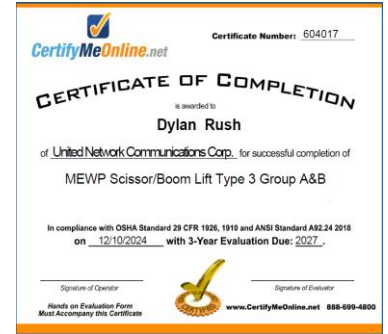 CertifyMeOnline.net
Certificate Number: 604017
CERTIFICATE OF COMPLETION
is awarded to
Dylan Rush
of United Network Communications Corp. for successful completion of
MEWP Scissor/Boom Lift Type 3 Group A&B
In compliance with OSHA Standard 29 CFR 1926, 1910 and ANSI Standard A92.24 2018
on 12/10/2024 with 3-Year Evaluation Due: 2027.
Signature of Operator
Signature of Evaluator
Hands on Evaluation Form
Must Accompany this Certificate
CERTIFIED
www.CertifyMeOnline.net 888-699-4800